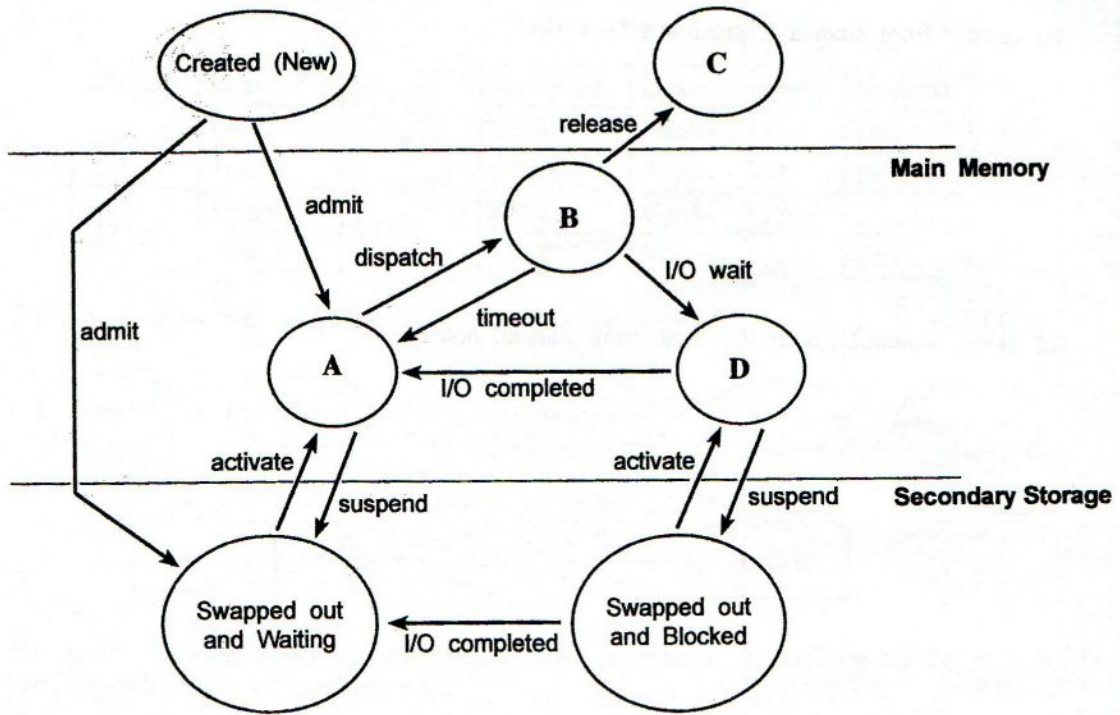 Created (New)
C
release
Main Memory
admit
B
dispatch
I/O wait
timeout
admit
A
D
I/O completed
activate
activate
suspend
suspend
Secondary Storage
Swapped out
and Waiting
I/O completed
Swapped out
and Blocked